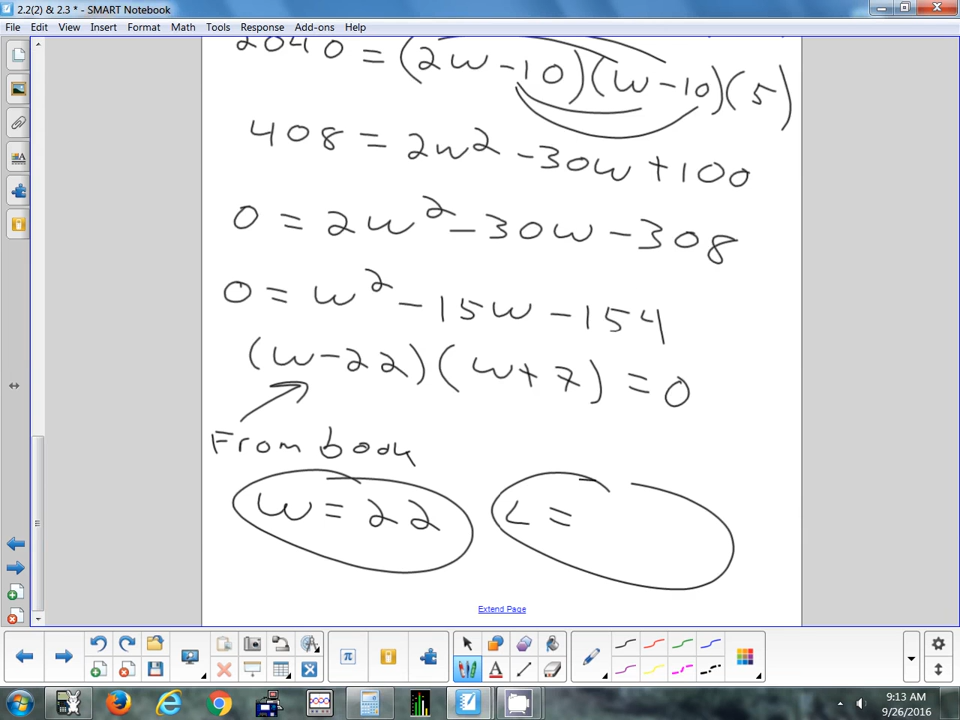 2.2(2) & 2.3 * - SMART Notebook
File Edit View Insert Format Math Tools Response Add-ons Help
2040 = (2w-10)(w-10)(5)
408 = 2w² -30w +100
0 = 2w² -30w -308
0 = w² -15w -154
(w-22)(w+7) = 0
From book
w = 22 L =
Extend Page
π A
9:13 AM
9/26/2016